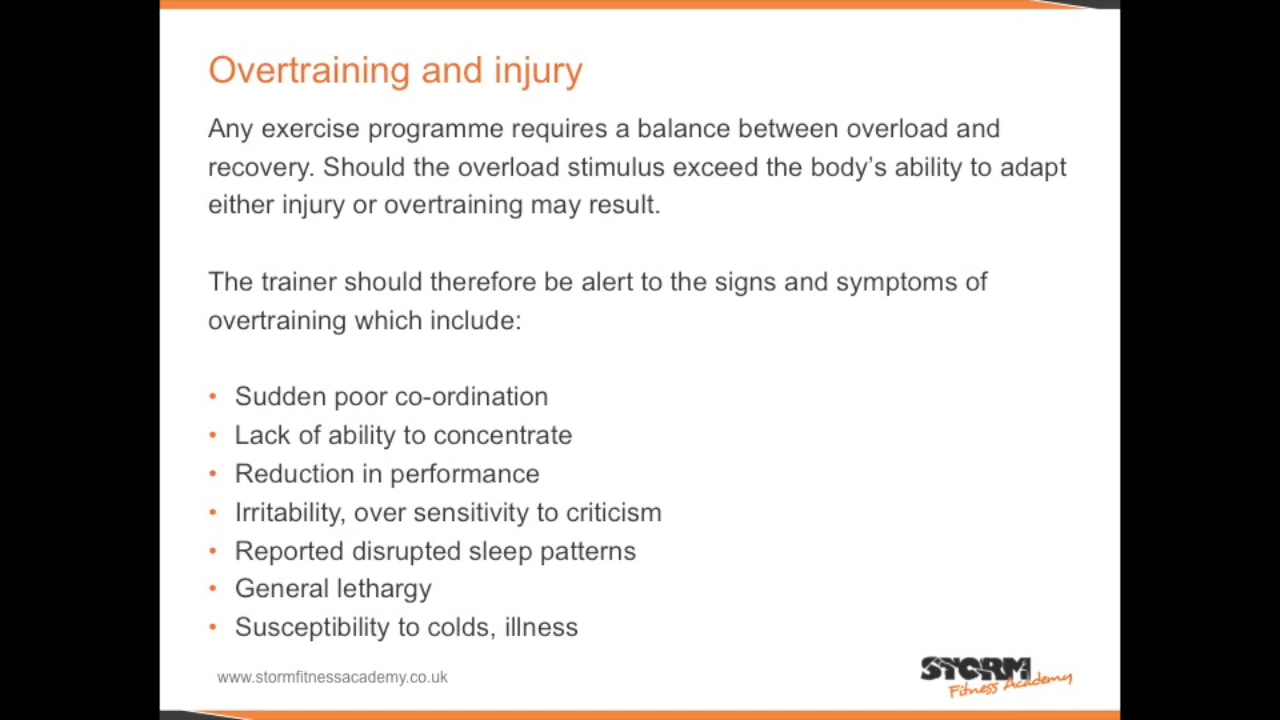 Overtraining and injury
Any exercise programme requires a balance between overload and
recovery. Should the overload stimulus exceed the body’s ability to adapt
either injury or overtraining may result.
The trainer should therefore be alert to the signs and symptoms of
overtraining which include:
• Sudden poor co-ordination
• Lack of ability to concentrate
• Reduction in performance
• Irritability, over sensitivity to criticism
• Reported disrupted sleep patterns
• General lethargy
• Susceptibility to colds, illness
www.stormfitnessacademy.co.uk
STORM
Fitness Academy